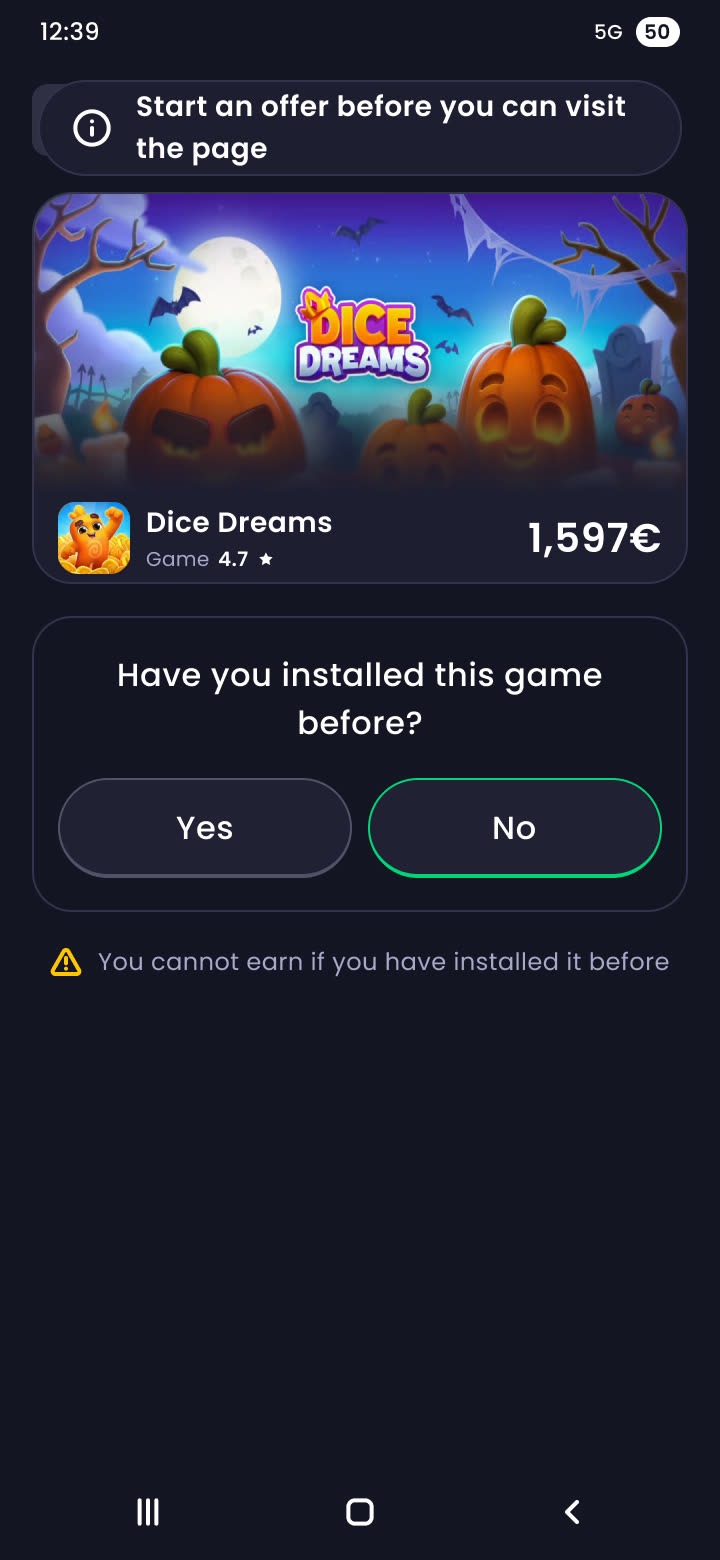 12:39
5G 50
Start an offer before you can visit
the page
DICE
DREAMS
Dice Dreams
Game 4.7 ★
1,597€
Have you installed this game
before?
Yes
No
You cannot earn if you have installed it before